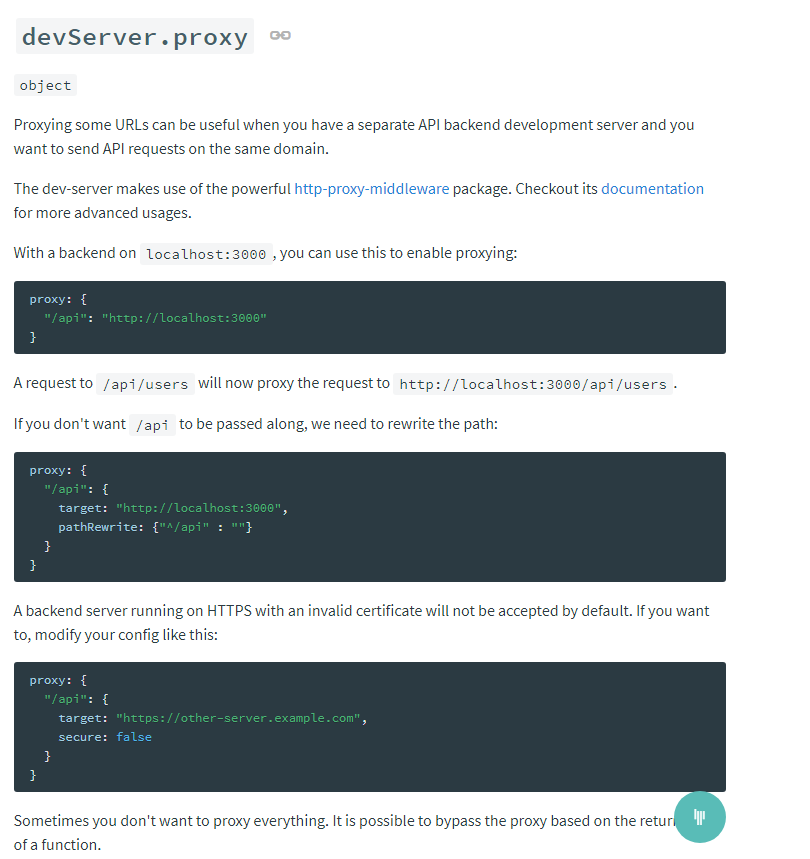 devServer.proxy
object
Proxying some URLs can be useful when you have a separate API backend development server and you
want to send API requests on the same domain.
The dev-server makes use of the powerful http-proxy-middleware package. Checkout its documentation
for more advanced usages.
With a backend on localhost:3000 , you can use this to enable proxying:
proxy: {
  "/api": "http://localhost:3000"
}
A request to /api/users will now proxy the request to http://localhost:3000/api/users .
If you don't want /api to be passed along, we need to rewrite the path:
proxy: {
  "/api": {
    target: "http://localhost:3000",
    pathRewrite: {"^/api" : ""}
  }
}
A backend server running on HTTPS with an invalid certificate will not be accepted by default. If you want
to, modify your config like this:
proxy: {
  "/api": {
    target: "https://other-server.example.com",
    secure: false
  }
}
Sometimes you don't want to proxy everything. It is possible to bypass the proxy based on the return
of a function.